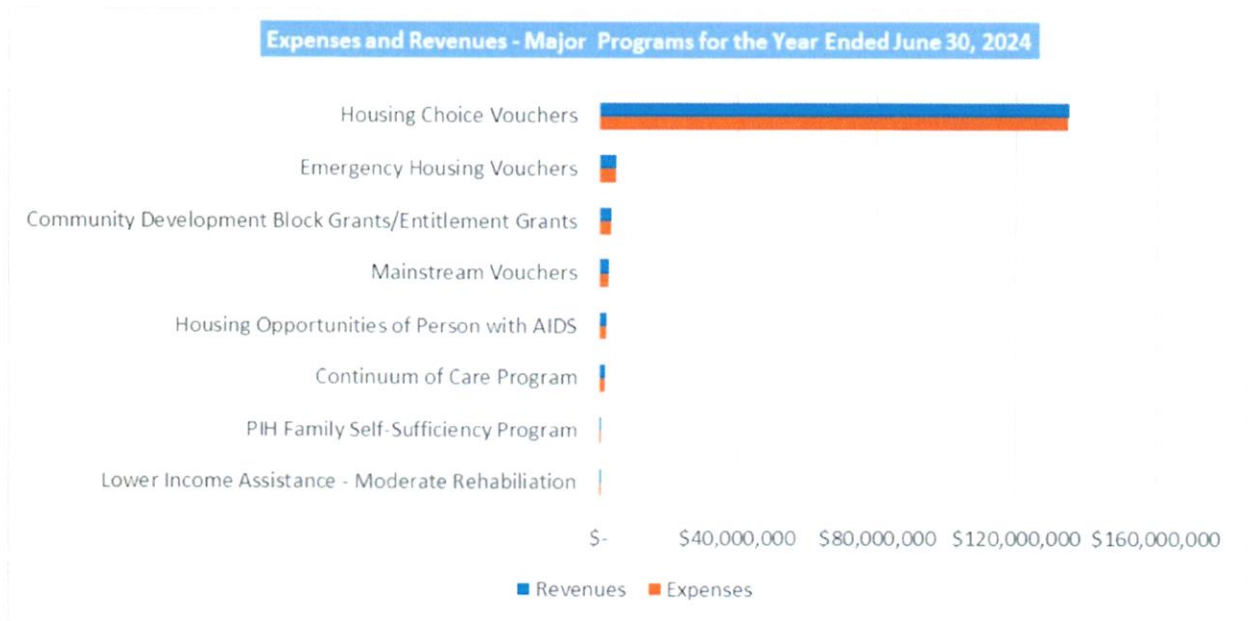 Expenses and Revenues - Major Programs for the Year Ended June 30, 2024
Housing Choice Vouchers
Emergency Housing Vouchers
Community Development Block Grants/Entitlement Grants
Mainstream Vouchers
Housing Opportunities of Person with AIDS
Continuum of Care Program
PIH Family Self-Sufficiency Program
Lower Income Assistance - Moderate Rehabiliation
$- $40,000,000 $80,000,000 $120,000,000 $160,000,000
Revenues Expenses